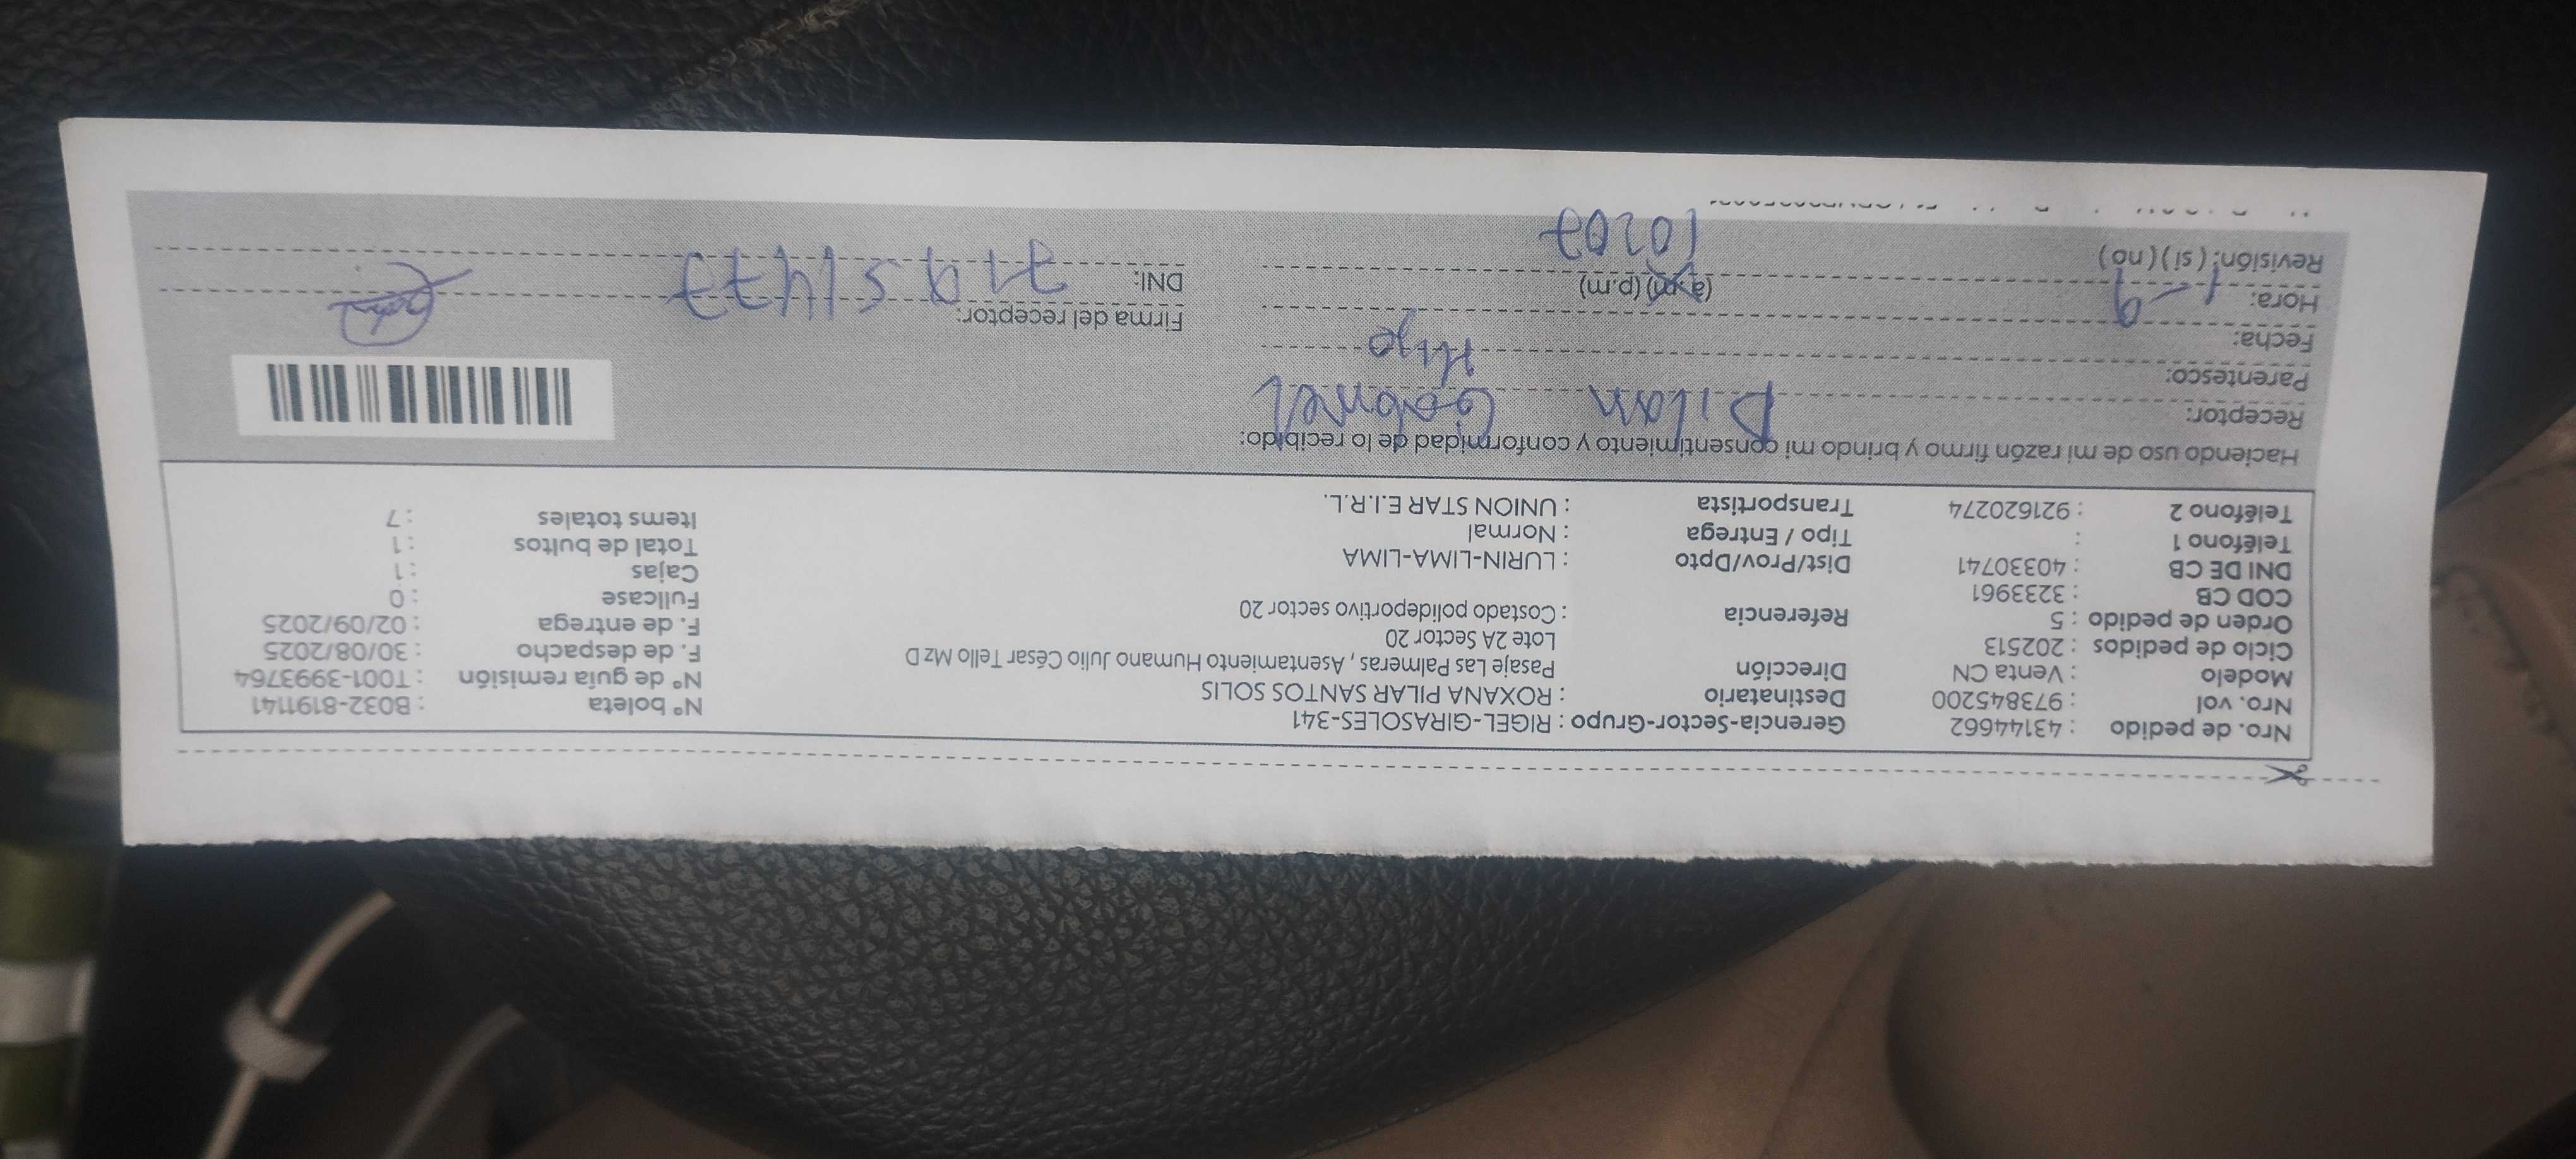 Nro. de pedido : 43144662 Gerencia-Sector-Grupo : RIGEL-GIRASOLES-341 N° boleta : B032-8191141
Nro. vol : 973845200 Destinatario : ROXANA PILAR SANTOS SOLIS N° de guía remisión : T001-3993764
Modelo : Venta CN Dirección Pasaje Las Palmeras , Asentamiento Humano Julio César Tello Mz D F. de despacho : 30/08/2025
Ciclo de pedidos : 202513 Lote 2A Sector 20 F. de entrega : 02/09/2025
Orden de pedido : 5 Referencia : Costado polideportivo sector 20 Fullcase : 0
COD CB : 3233961 Cajas : 1
DNI DE CB : 40330741 Dist/Prov/Dpto : LURIN-LIMA-LIMA Total de bultos : 1
Teléfono 1 : Tipo / Entrega : Normal Items totales : 7
Teléfono 2 : 921620274 Transportista : UNION STAR E.I.R.L.
Haciendo uso de mi razón firmo y brindo mi consentimiento y conformidad de lo recibido:
Receptor: Dilan Gabriel
Parentesco: Hijo
Fecha: 1-9 Firma del receptor:
Hora: (a.m) (p.m) DNI: 71951477
Revisión: (si) (no) 10207